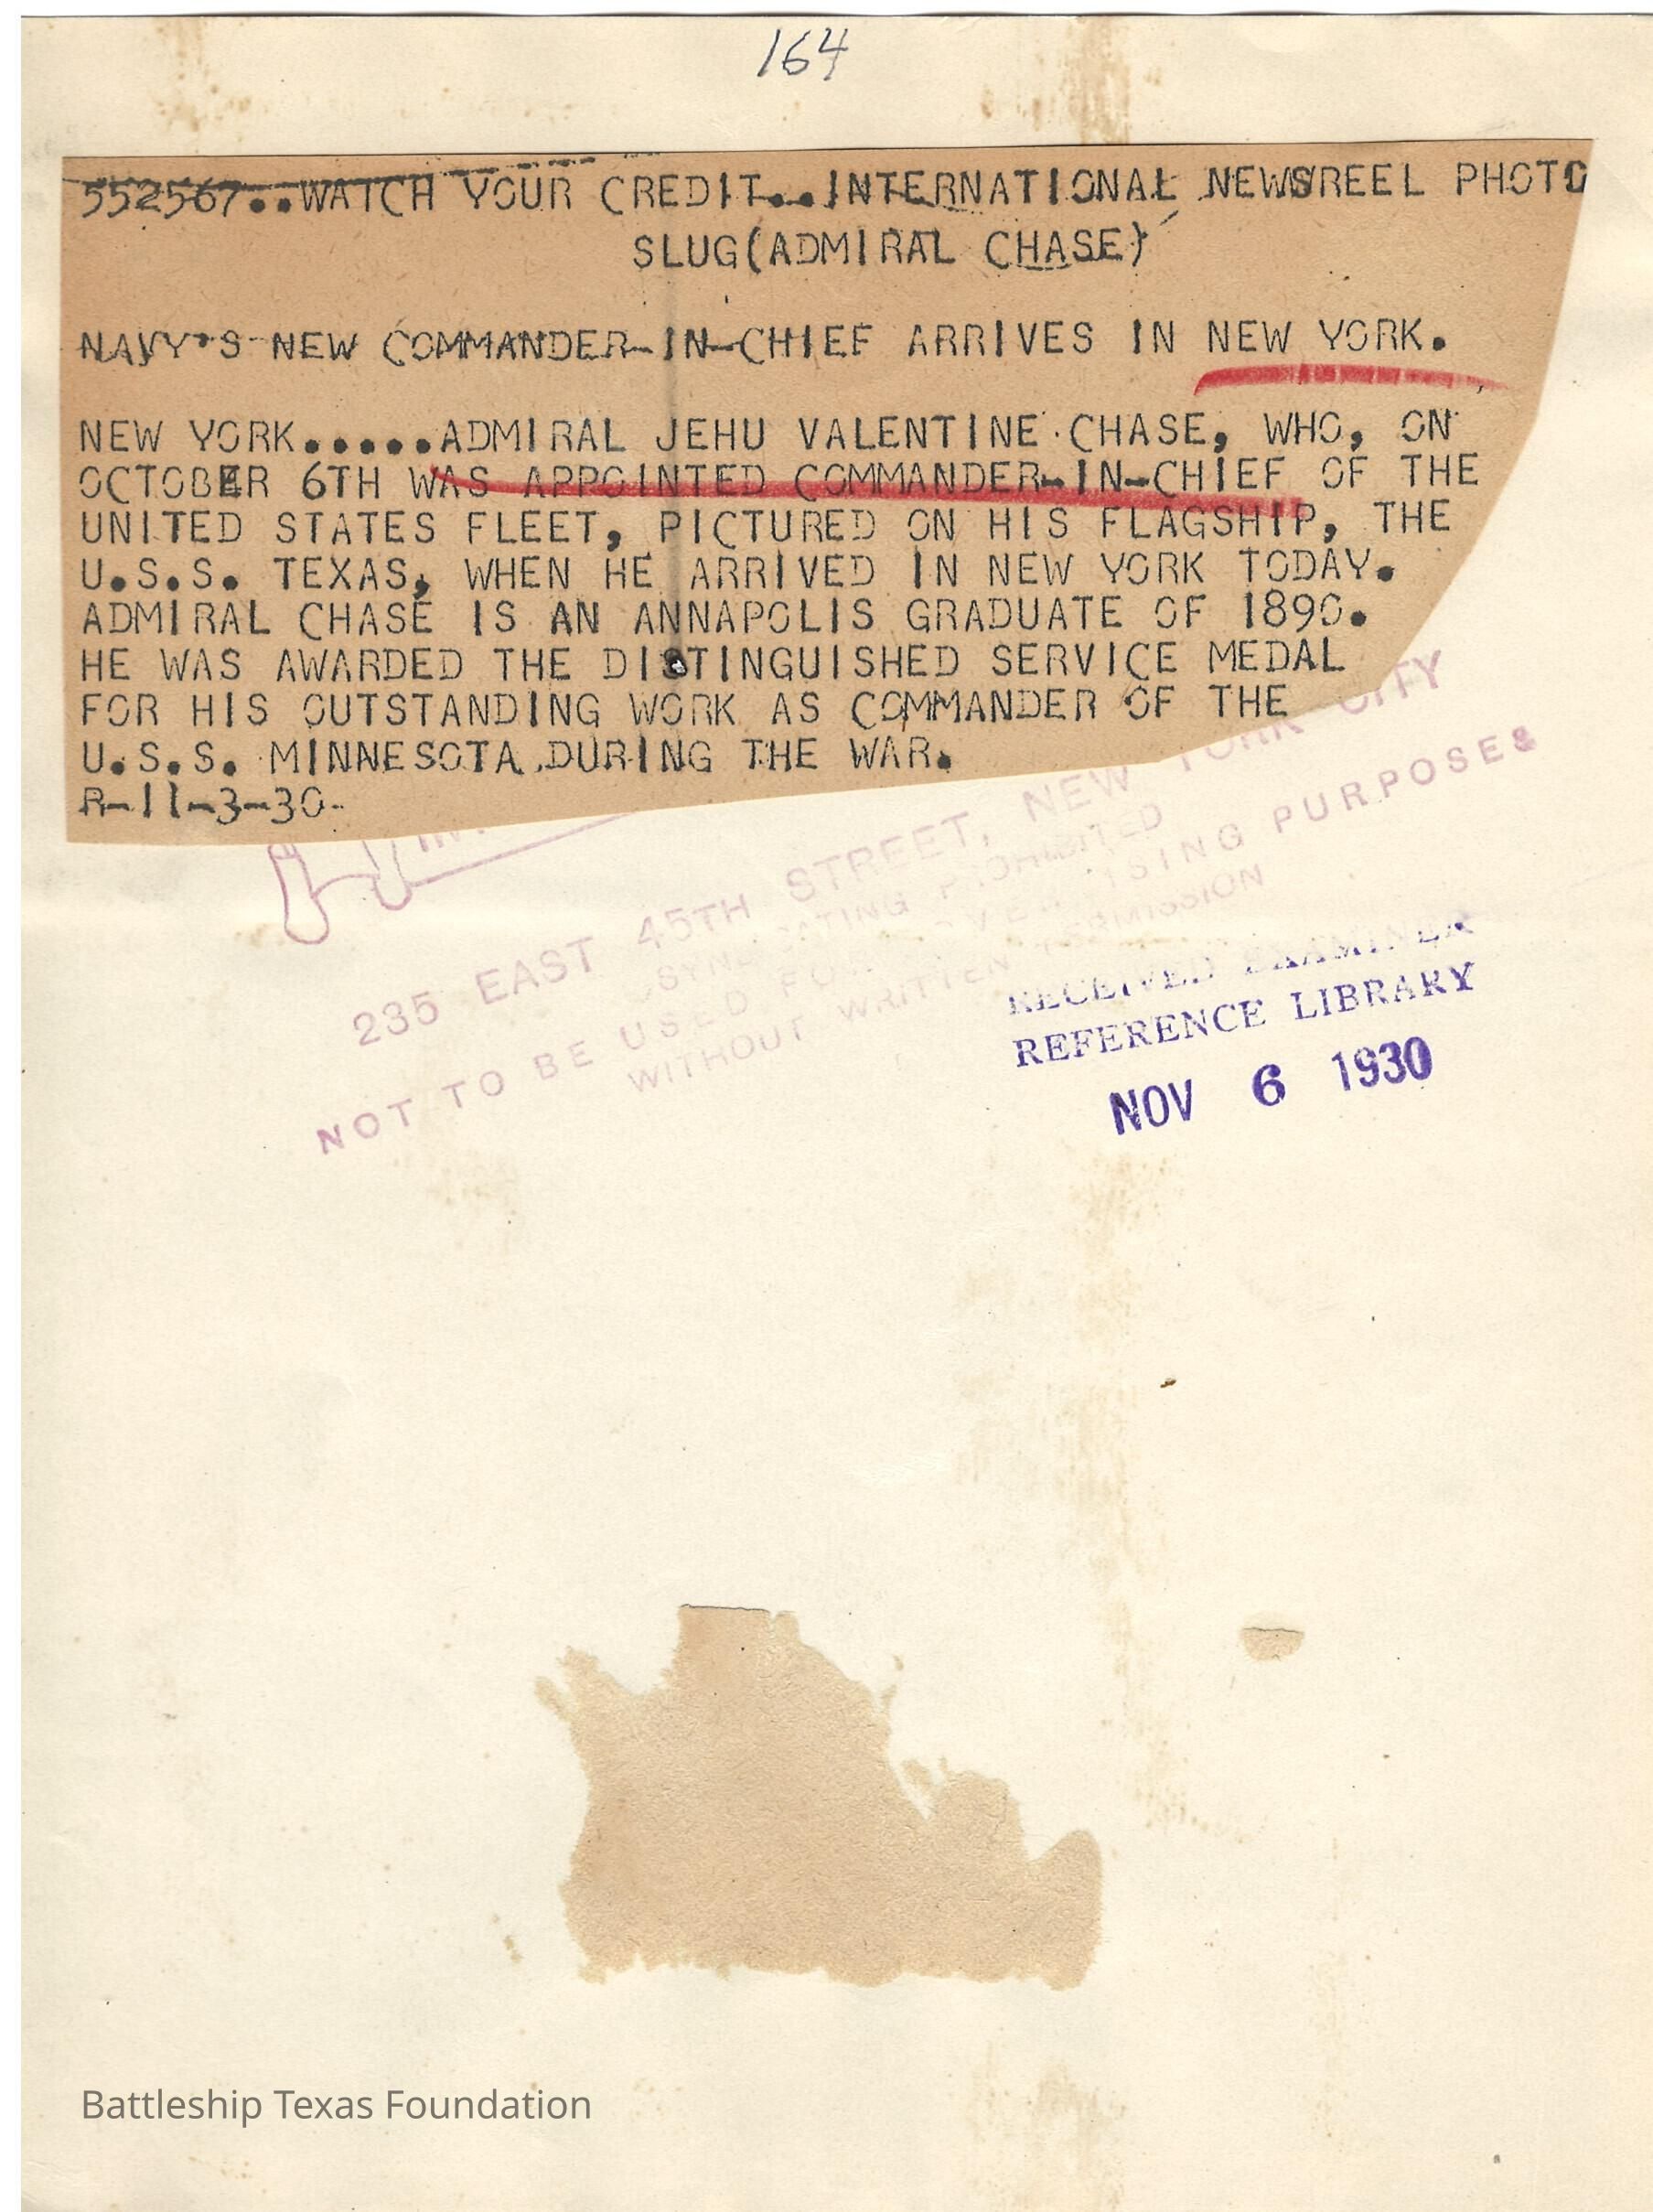 164
552567..WATCH YOUR CREDIT..INTERNATIONAL NEWSREEL PHOTO
SLUG(ADMIRAL CHASE)
NAVY'S NEW COMMANDER-IN-CHIEF ARRIVES IN NEW YORK.
NEW YORK.....ADMIRAL JEHU VALENTINE CHASE, WHO, ON
OCTOBER 6TH WAS APPOINTED COMMANDER-IN-CHIEF OF THE
UNITED STATES FLEET, PICTURED ON HIS FLAGSHIP, THE
U.S.S. TEXAS, WHEN HE ARRIVED IN NEW YORK TODAY.
ADMIRAL CHASE IS AN ANNAPOLIS GRADUATE OF 1890.
HE WAS AWARDED THE DISTINGUISHED SERVICE MEDAL
FOR HIS OUTSTANDING WORK AS COMMANDER OF THE
U.S.S. MINNESOTA DURING THE WAR.
R-11-3-30-
235 EAST 45TH STREET, NEW YORK CITY
SYNDICATING PROHIBITED
NOT TO BE USED FOR ADVERTISING PURPOSES
WITHOUT WRITTEN PERMISSION
RECEIVED EXAMINER
REFERENCE LIBRARY
NOV 6 1930
Battleship Texas Foundation